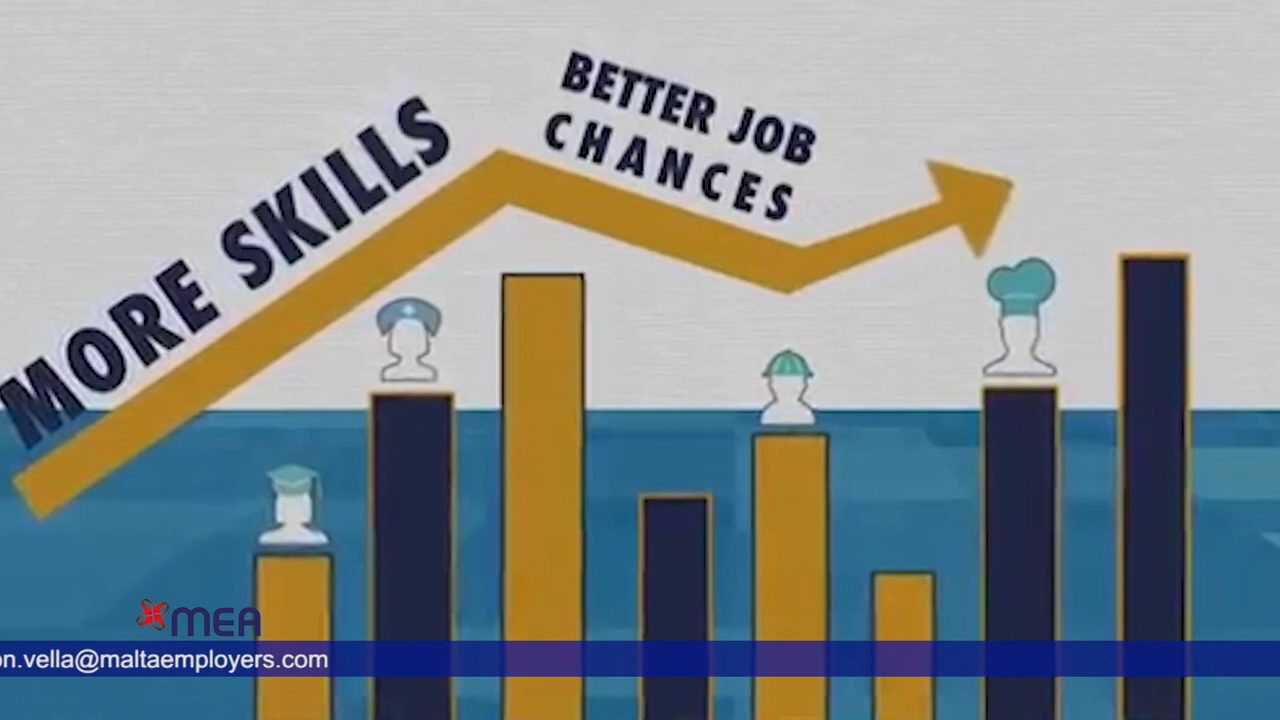 MORE SKILLS
BETTER JOB
CHANCES
MEA
on.vella@maltaemployers.com